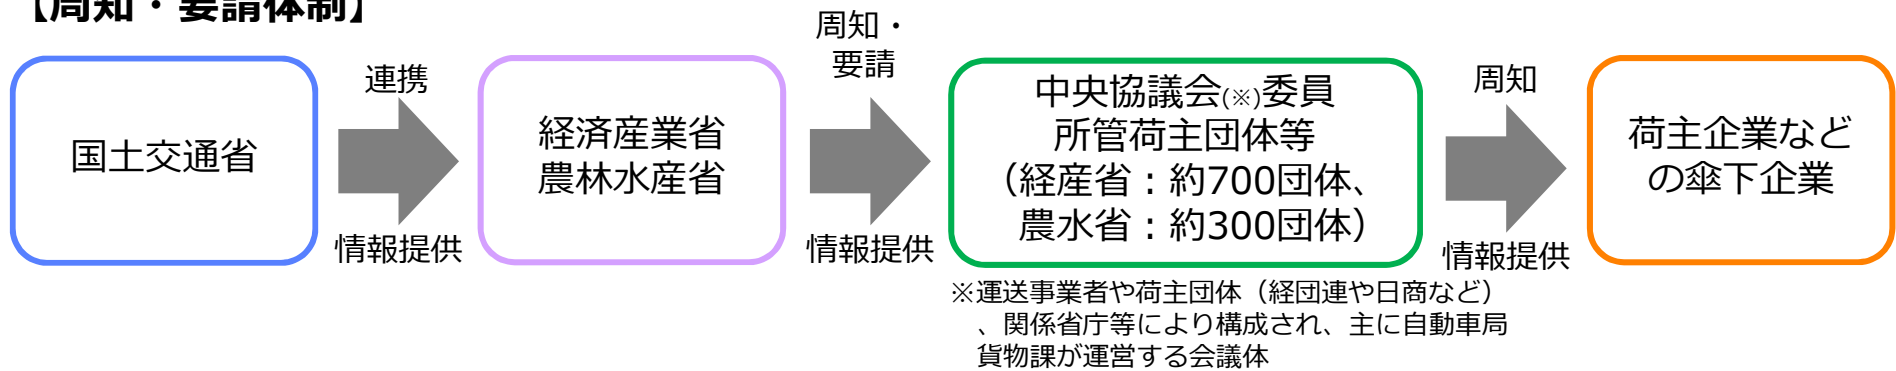 【周知・要請体制】
国土交通省
連携
情報提供
経済産業省
農林水産省
周知・
要請
情報提供
中央協議会(※)委員
所管荷主団体等
（経産省：約700団体、
農水省：約300団体）
※運送事業者や荷主団体（経団連や日商など）
、関係省庁等により構成され、主に自動車局
貨物課が運営する会議体
周知
情報提供
荷主企業など
の傘下企業